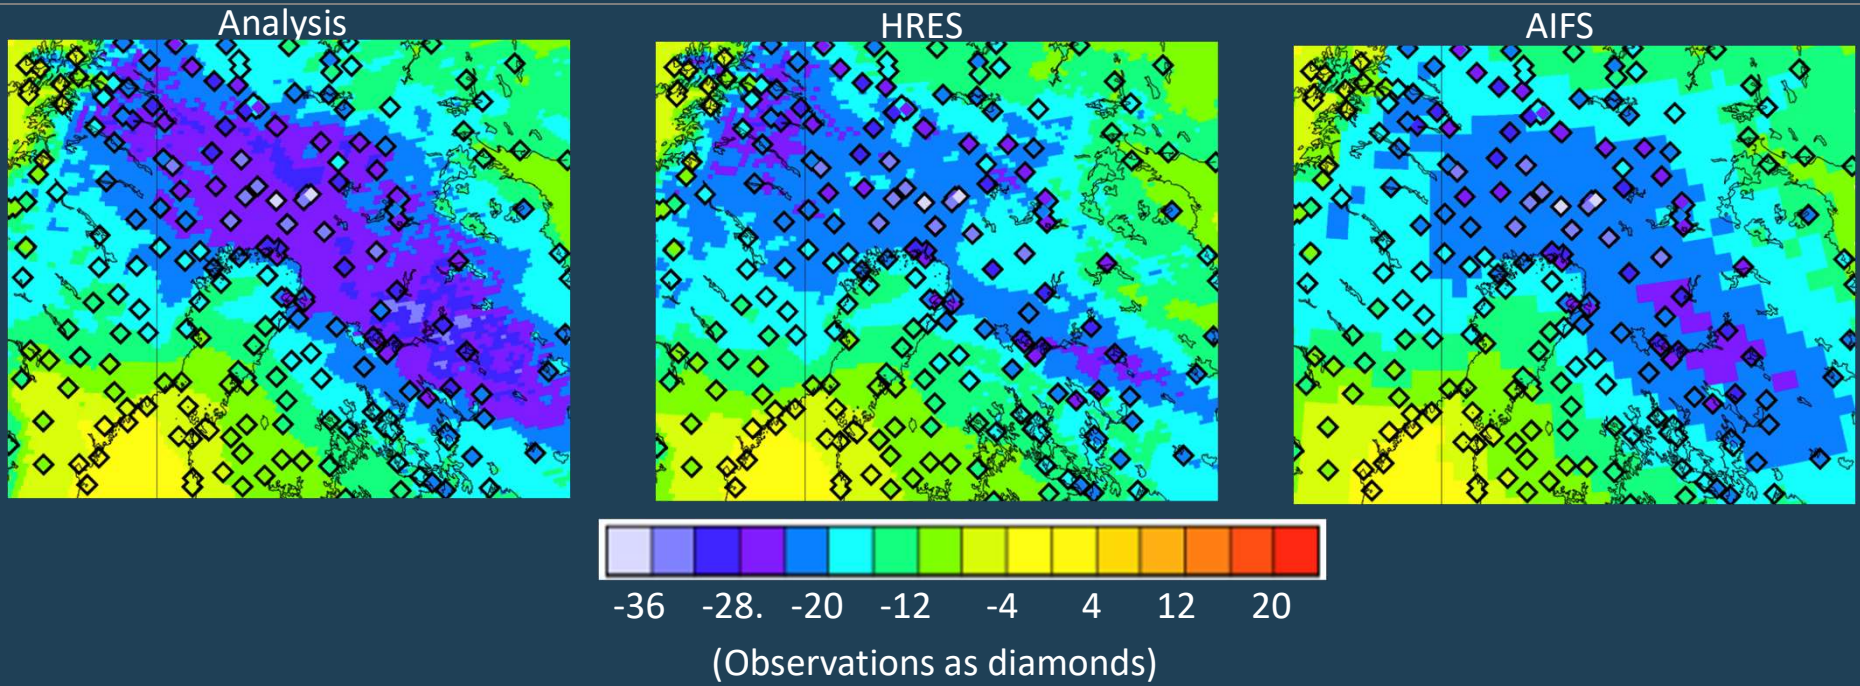 Analysis HRES AIFS
-36 -28. -20 -12 -4 4 12 20
(Observations as diamonds)